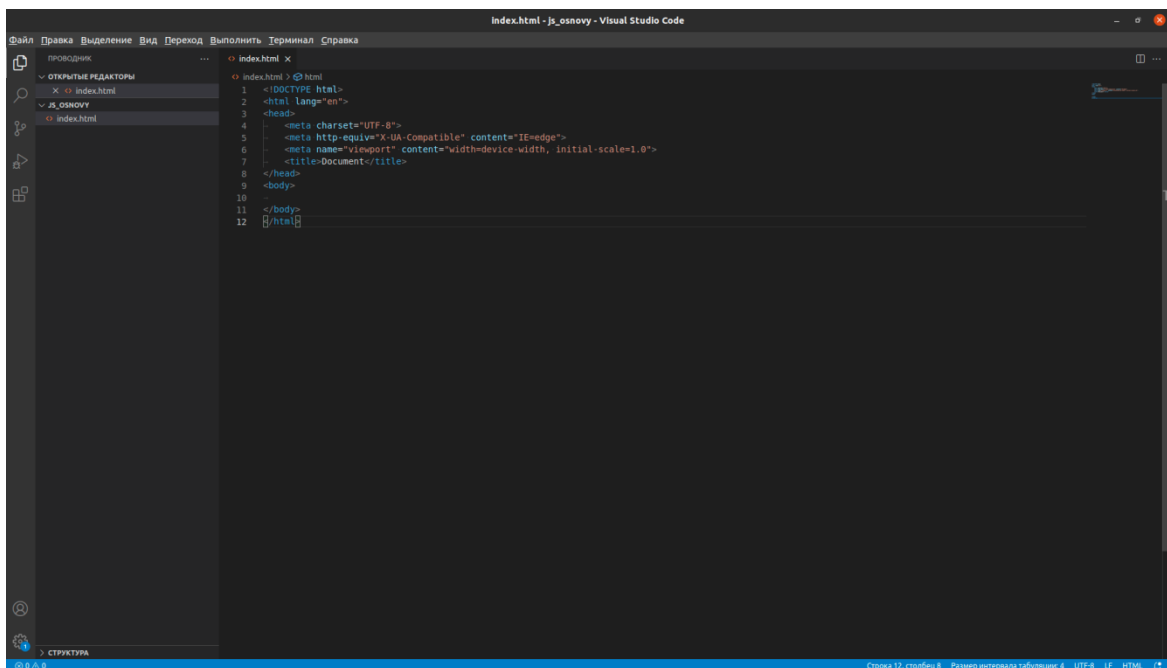 index.html - js_osnovy - Visual Studio Code
Файл Правка Выделение Вид Переход Выполнить Терминал Справка
ПРОВОДНИК
ОТКРЫТЫЕ РЕДАКТОРЫ
index.html
JS_OSNOVY
index.html
СТРУКТУРА
index.html
index.html > html
1 <!DOCTYPE html>
2 <html lang="en">
3 <head>
4 <meta charset="UTF-8">
5 <meta http-equiv="X-UA-Compatible" content="IE=edge">
6 <meta name="viewport" content="width=device-width, initial-scale=1.0">
7 <title>Document</title>
8 </head>
9 <body>
10
11 </body>
12 </html>
0 0
Строка 12, столбец 8 Размер интервала табуляции: 4 UTF-8 LF HTML